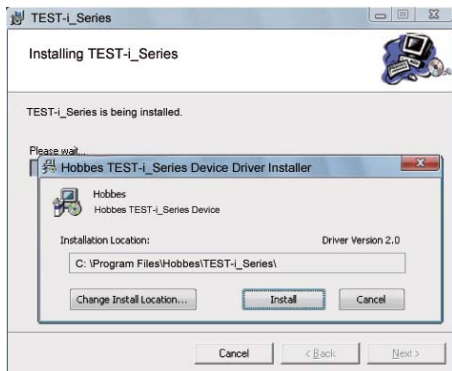 TEST-i_Series
Installing TEST-i_Series
TEST-i_Series is being installed.
Please wait...
Hobbes TEST-i_Series Device Driver Installer
Hobbes
Hobbes TEST-i_Series Device
Installation Location: Driver Version 2.0
C: \Program Files\Hobbes\TEST-i_Series\
Change Install Location... Install Cancel
Cancel < Back Next >